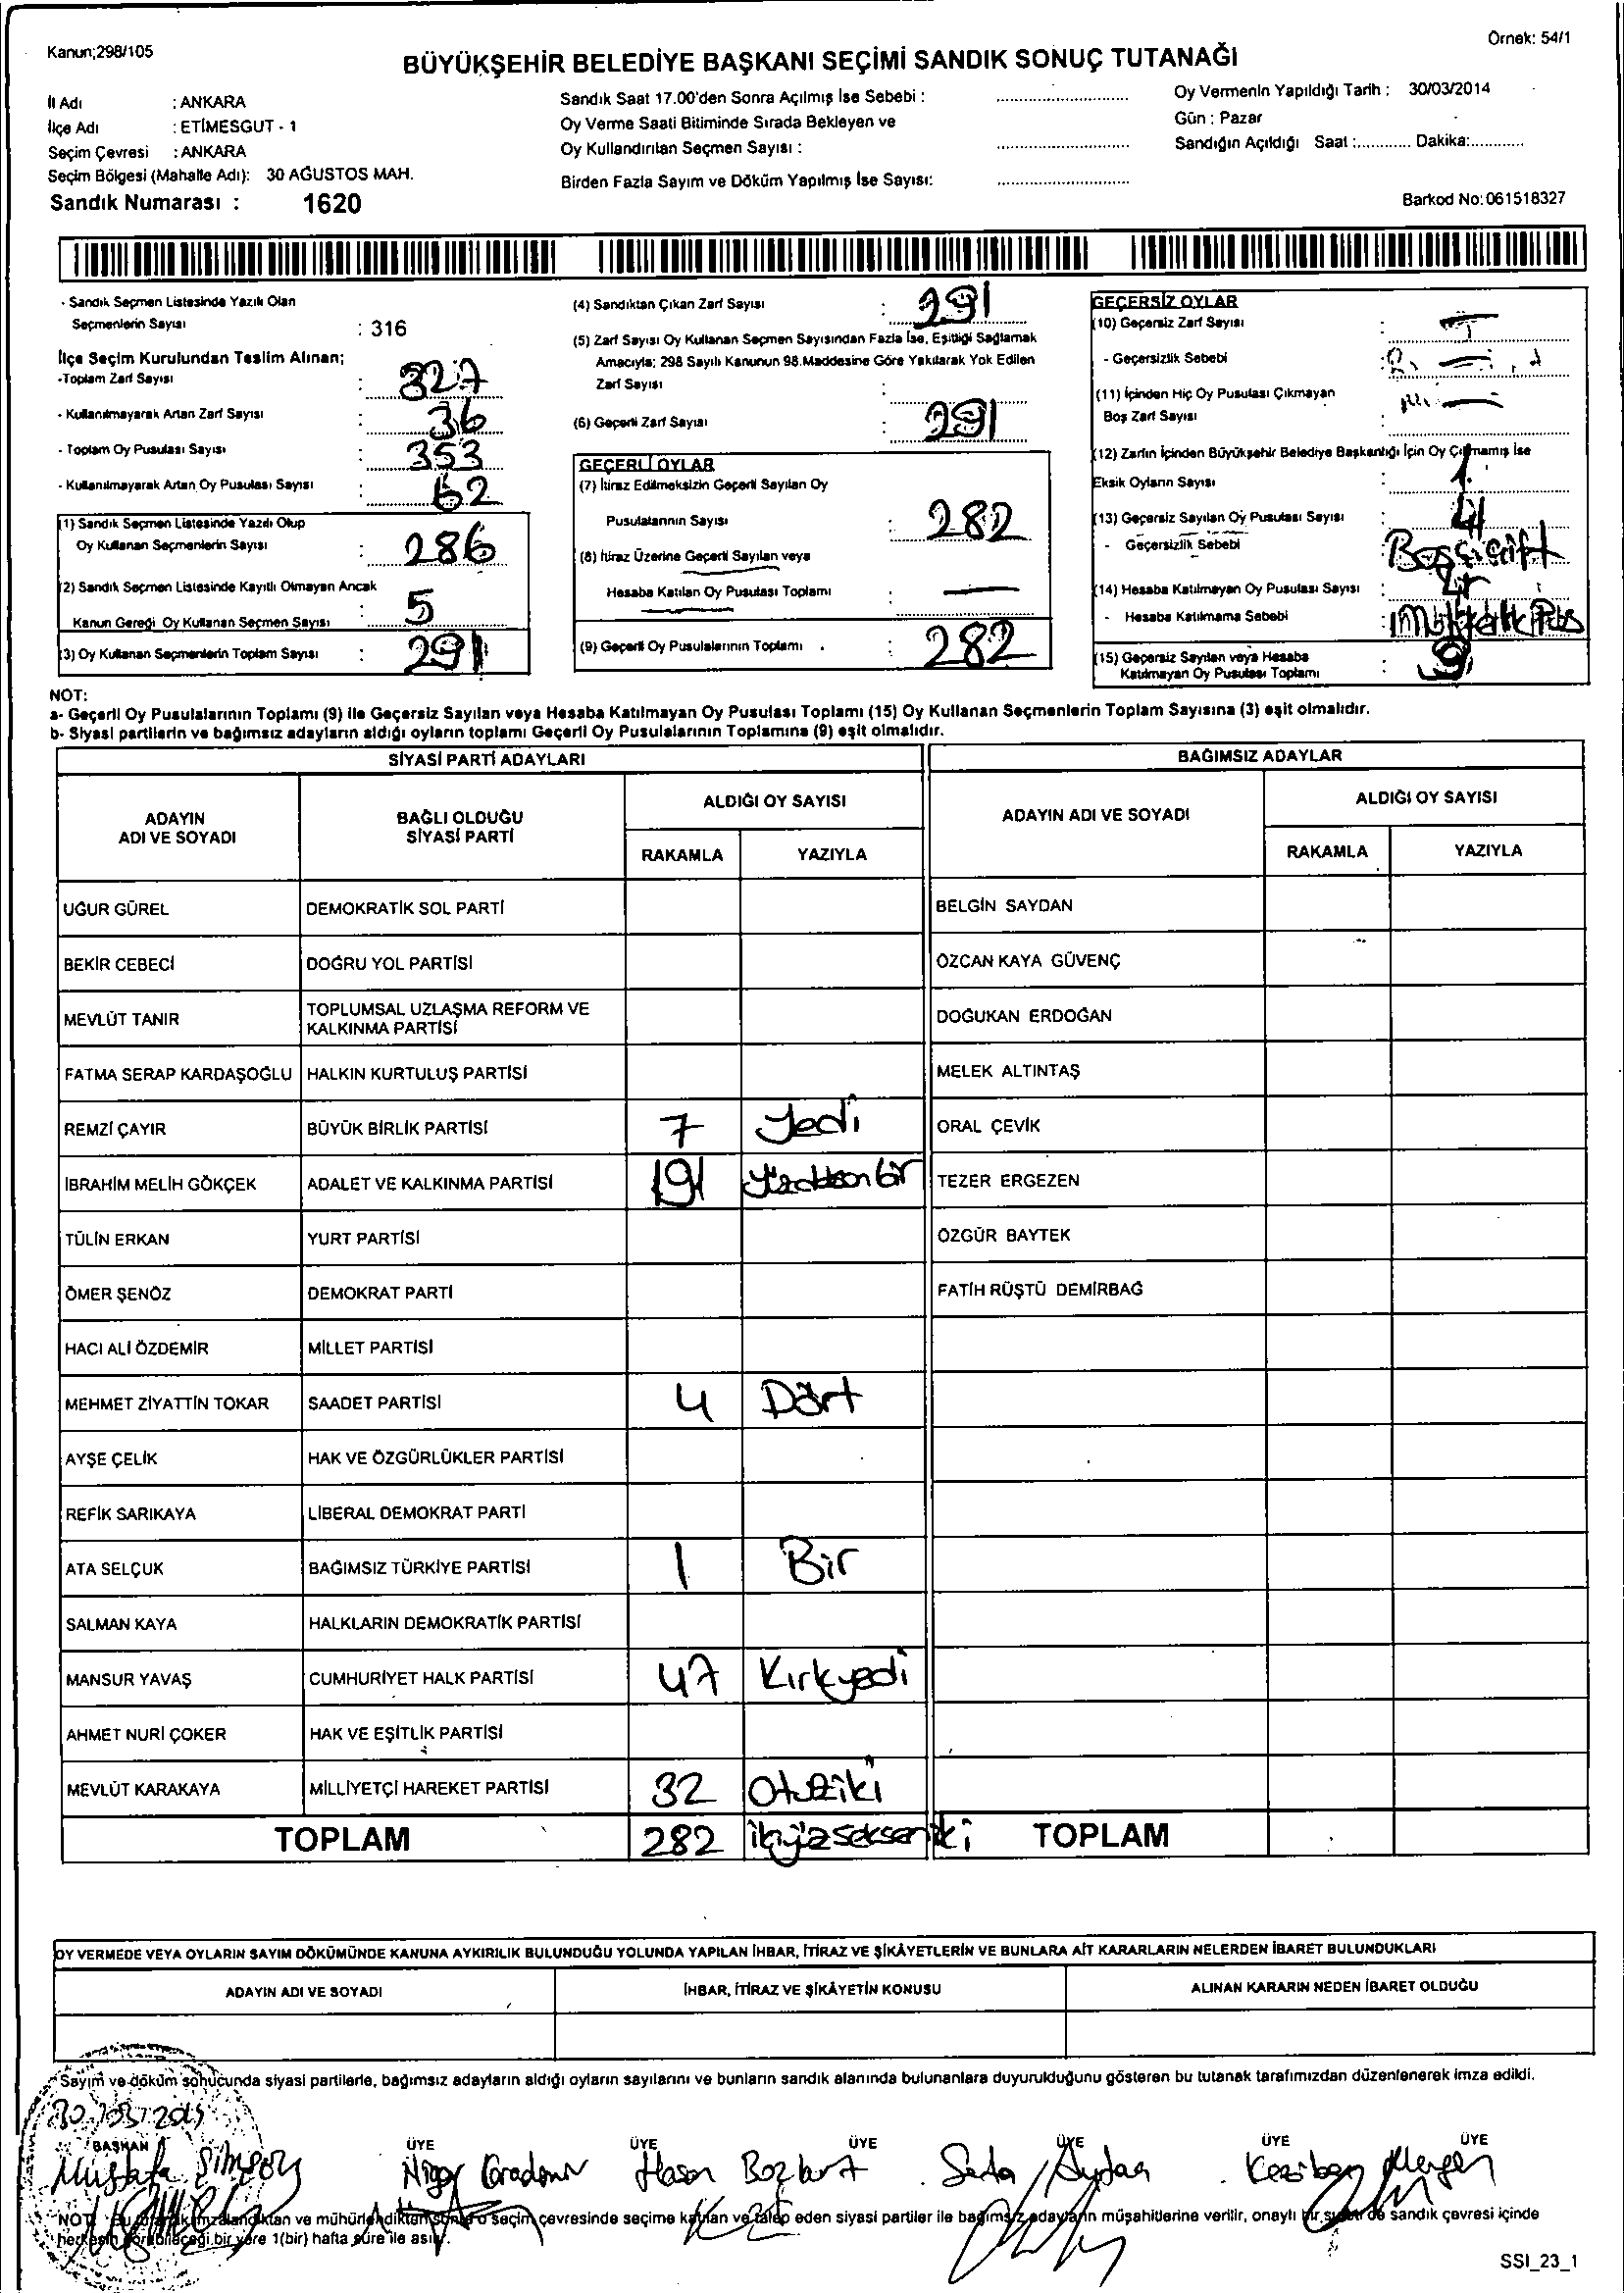 Kanun;298/105
Örnek: 54/1
BÜYÜKŞEHİR BELEDİYE BAŞKANI SEÇİMİ SANDIK SONUÇ TUTANAĞI
İl Adı : ANKARA
İlçe Adı : ETİMESGUT - 1
Seçim Çevresi : ANKARA
Seçim Bölgesi (Mahalle Adı): 30 AĞUSTOS MAH.
Sandık Numarası : 1620
Sandık Saat 17.00'den Sonra Açılmış İse Sebebi :
Oy Verme Saati Bitiminde Sırada Bekleyen ve
Oy Kullandırılan Seçmen Sayısı :
Birden Fazla Sayım ve Döküm Yapılmış İse Sayısı:
Oy Vermenin Yapıldığı Tarih : 30/03/2014
Gün : Pazar
Sandığın Açıldığı Saat :............ Dakika:............
Barkod No: 061518327
- Sandık Seçmen Listesinde Yazılı Olan
Seçmenlerin Sayısı : 316
İlçe Seçim Kurulundan Teslim Alınan;
-Toplam Zarf Sayısı : 327
- Kullanılmayarak Artan Zarf Sayısı : 36
- Toplam Oy Pusulası Sayısı : 353
- Kullanılmayarak Artan Oy Pusulası Sayısı : 62
(1) Sandık Seçmen Listesinde Yazılı Olup
Oy Kullanan Seçmenlerin Sayısı : 286
(2) Sandık Seçmen Listesinde Kayıtlı Olmayan Ancak
Kanun Gereği Oy Kullanan Seçmen Sayısı : 5
(3) Oy Kullanan Seçmenlerin Toplam Sayısı : 291
(4) Sandıktan Çıkan Zarf Sayısı : 291
(5) Zarf Sayısı Oy Kullanan Seçmen Sayısından Fazla İse, Eşitliği Sağlamak
Amacıyla; 298 Sayılı Kanunun 98.Maddesine Göre Yakılarak Yok Edilen
Zarf Sayısı :
(6) Geçerli Zarf Sayısı : 291
GEÇERLİ OYLAR
(7) İtiraz Edilmeksizin Geçerli Sayılan Oy
Pusulalarının Sayısı : 282
(8) İtiraz Üzerine Geçerli Sayılan veya
Hesaba Katılan Oy Pusulası Toplamı : —
(9) Geçerli Oy Pusulalarının Toplamı : 282
GEÇERSİZ OYLAR
(10) Geçersiz Zarf Sayısı :
- Geçersizlik Sebebi :
(11) İçinden Hiç Oy Pusulası Çıkmayan
Boş Zarf Sayısı : —
(12) Zarfın İçinden Büyükşehir Belediye Başkanlığı İçin Oy Çıkmamış İse
Eksik Oyların Sayısı : 1
(13) Geçersiz Sayılan Oy Pusulası Sayısı : 4
- Geçersizlik Sebebi
(14) Hesaba Katılmayan Oy Pusulası Sayısı :
- Hesaba Katılmama Sebebi :
(15) Geçersiz Sayılan veya Hesaba
Katılmayan Oy Pusulası Toplamı : 9
NOT:
a- Geçerli Oy Pusulalarının Toplamı (9) ile Geçersiz Sayılan veya Hesaba Katılmayan Oy Pusulası Toplamı (15) Oy Kullanan Seçmenlerin Toplam Sayısına (3) eşit olmalıdır.
b- Siyasi partilerin ve bağımsız adayların aldığı oyların toplamı Geçerli Oy Pusulalarının Toplamına (9) eşit olmalıdır.
SİYASİ PARTİ ADAYLARI BAĞIMSIZ ADAYLAR
ADAYIN
ADI VE SOYADI
BAĞLI OLDUĞU
SİYASİ PARTİ
ALDIĞI OY SAYISI
RAKAMLA YAZIYLA
ADAYIN ADI VE SOYADI
ALDIĞI OY SAYISI
RAKAMLA YAZIYLA
UĞUR GÜREL DEMOKRATİK SOL PARTİ BELGİN SAYDAN
BEKİR CEBECİ DOĞRU YOL PARTİSİ ÖZCAN KAYA GÜVENÇ
MEVLÜT TANIR TOPLUMSAL UZLAŞMA REFORM VE
KALKINMA PARTİSİ DOĞUKAN ERDOĞAN
FATMA SERAP KARDAŞOĞLU HALKIN KURTULUŞ PARTİSİ MELEK ALTINTAŞ
REMZİ ÇAYIR BÜYÜK BİRLİK PARTİSİ 7 Yedi ORAL ÇEVİK
İBRAHİM MELİH GÖKÇEK ADALET VE KALKINMA PARTİSİ 191 TEZER ERGEZEN
TÜLİN ERKAN YURT PARTİSİ ÖZGÜR BAYTEK
ÖMER ŞENÖZ DEMOKRAT PARTİ FATİH RÜŞTÜ DEMİRBAĞ
HACI ALİ ÖZDEMİR MİLLET PARTİSİ
MEHMET ZİYATTİN TOKAR SAADET PARTİSİ 4 Dört
AYŞE ÇELİK HAK VE ÖZGÜRLÜKLER PARTİSİ
REFİK SARIKAYA LİBERAL DEMOKRAT PARTİ
ATA SELÇUK BAĞIMSIZ TÜRKİYE PARTİSİ 1 Bir
SALMAN KAYA HALKLARIN DEMOKRATİK PARTİSİ
MANSUR YAVAŞ CUMHURİYET HALK PARTİSİ 47 Kırkyedi
AHMET NURİ ÇOKER HAK VE EŞİTLİK PARTİSİ
MEVLÜT KARAKAYA MİLLİYETÇİ HAREKET PARTİSİ 32 Otuziki
TOPLAM 282 ikiyüzseksaniki TOPLAM
OY VERMEDE VEYA OYLARIN SAYIM DÖKÜMÜNDE KANUNA AYKIRILIK BULUNDUĞU YOLUNDA YAPILAN İHBAR, İTİRAZ VE ŞİKÂYETLERİN VE BUNLARA AİT KARARLARIN NELERDEN İBARET BULUNDUKLARI
ADAYIN ADI VE SOYADI İHBAR, İTİRAZ VE ŞİKÂYETİN KONUSU ALINAN KARARIN NEDEN İBARET OLDUĞU
Sayım ve döküm sonucunda siyasi partilerle, bağımsız adayların aldığı oyların sayılarını ve bunların sandık alanında bulunanlara duyurulduğunu gösteren bu tutanak tarafımızdan düzenlenerek imza edildi.
BAŞKAN ÜYE ÜYE ÜYE ÜYE ÜYE ÜYE
Mustafa Hasan Bozkurt Seda Aydan Keziban
NOT: Bu tutanak imzalandıktan ve mühürlendikten sonra seçim çevresinde seçime katılan ve talep eden siyasi partiler ile bağımsız adayların müşahitlerine verilir, onaylı bir sureti de sandık çevresi içinde
herkesin görebileceği bir yere 1(bir) hafta süre ile asılır.
SSI_23_1